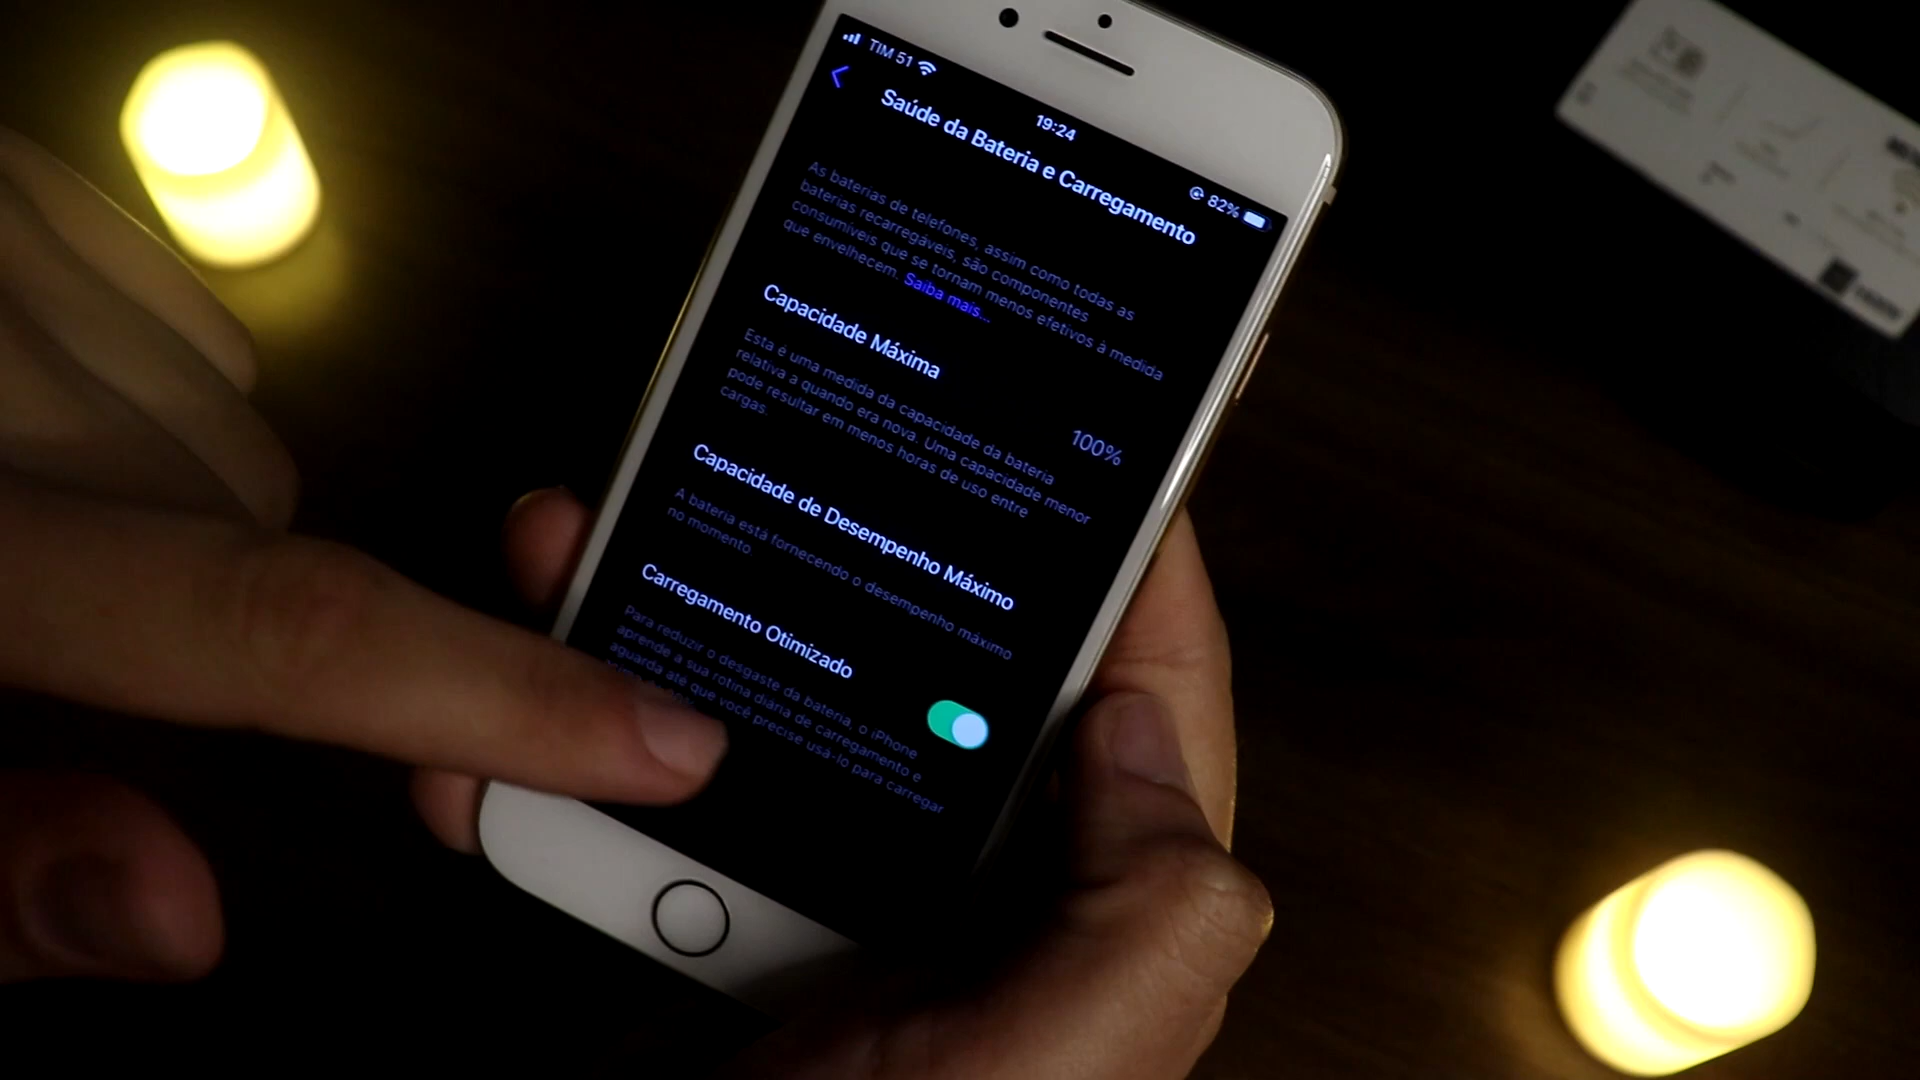 TIM 51
19:24
82%
Saúde da Bateria e Carregamento
As baterias de telefones, assim como todas as
baterias recarregáveis, são componentes
consumíveis que se tornam menos efetivos à medida
que envelhecem. Saiba mais...
Capacidade Máxima
100%
Esta é uma medida da capacidade da bateria
relativa a quando era nova. Uma capacidade menor
pode resultar em menos horas de uso entre
cargas.
Capacidade de Desempenho Máximo
A bateria está fornecendo o desempenho máximo
no momento.
Carregamento Otimizado
Para reduzir o desgaste da bateria, o iPhone
aprende a sua rotina diária de carregamento e
aguarda até que você precise usá-lo para carregar